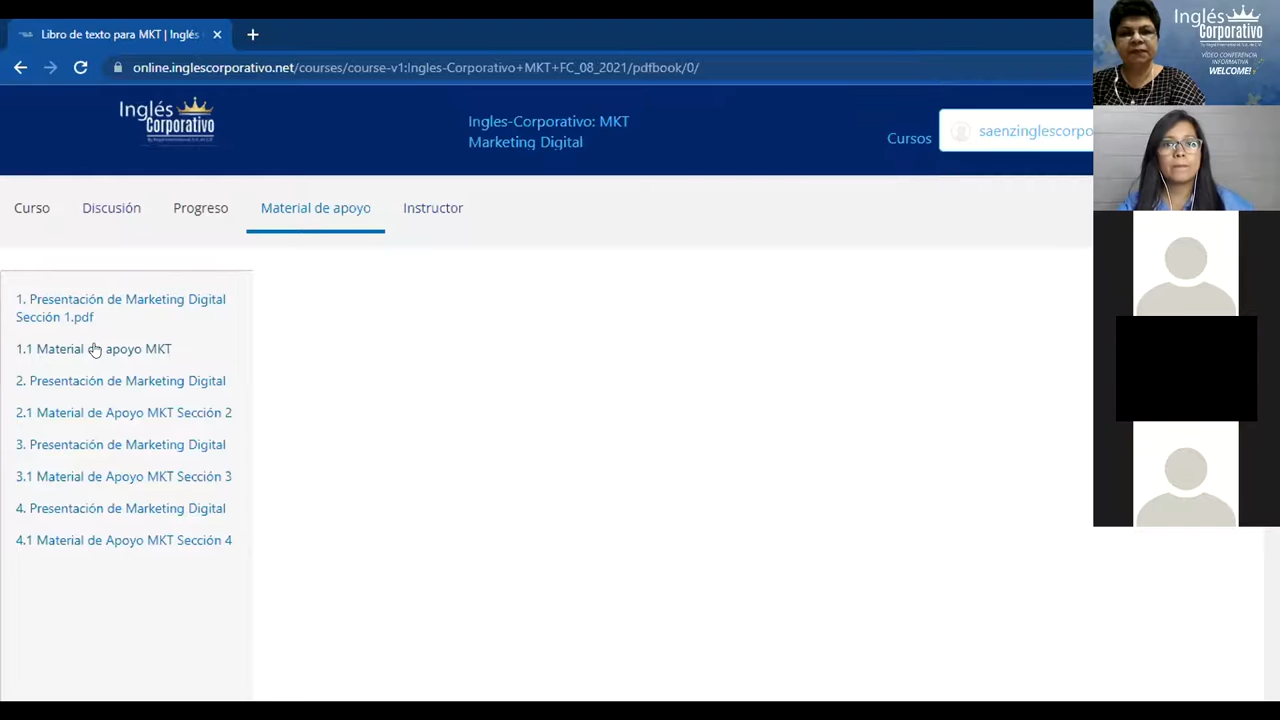 Libro de texto para MKT | Inglés
online.inglescorporativo.net/courses/course-v1:Ingles-Corporativo+MKT+FC_08_2021/pdfbook/0/
Inglés
Corporativo
Ingles-Corporativo: MKT
Marketing Digital
Cursos
saenzinglescorpo
Curso
Discusión
Progreso
Material de apoyo
Instructor
1. Presentación de Marketing Digital
Sección 1.pdf
1.1 Material de apoyo MKT
2. Presentación de Marketing Digital
2.1 Material de Apoyo MKT Sección 2
3. Presentación de Marketing Digital
3.1 Material de Apoyo MKT Sección 3
4. Presentación de Marketing Digital
4.1 Material de Apoyo MKT Sección 4
Inglés
Corporativo
VIDEO CONFERENCIA
INFORMATIVA
WELCOME!